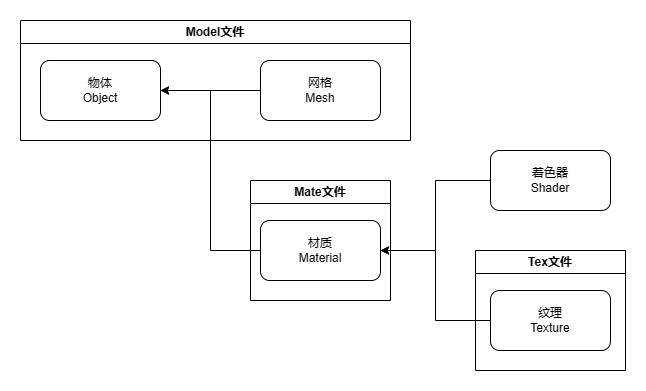 Model文件
物体
Object
网格
Mesh
着色器
Shader
Mate文件
材质
Material
Tex文件
纹理
Texture